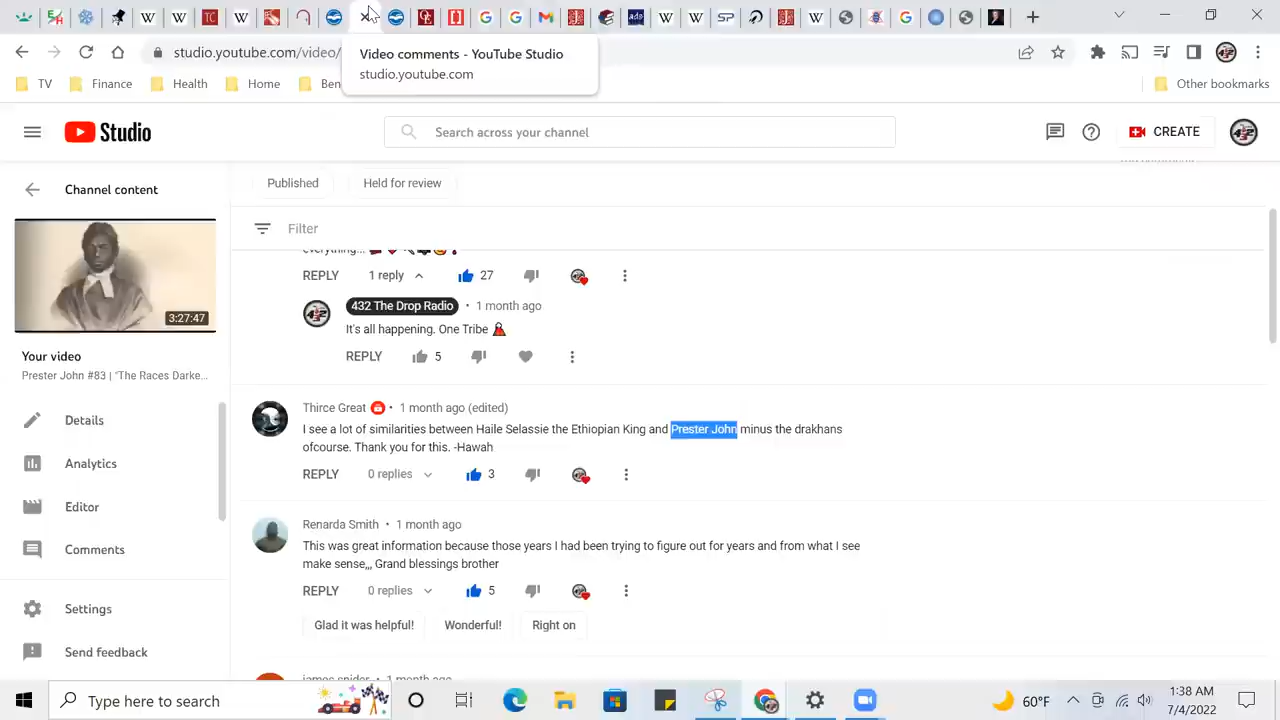 Video comments - YouTube Studio
studio.youtube.com
studio.youtube.com/video/
TV
Finance
Health
Home
Ben
Other bookmarks
Studio
Search across your channel
CREATE
Channel content
Published
Held for review
Filter
3:27:47
Your video
Prester John #83 | "The Races Darke...
Details
Analytics
Editor
Comments
Settings
Send feedback
everything...
REPLY 1 reply 27
432 The Drop Radio • 1 month ago
It's all happening. One Tribe
REPLY 5
Thirce Great • 1 month ago (edited)
I see a lot of similarities between Haile Selassie the Ethiopian King and Prester John minus the drakhans
ofcourse. Thank you for this. -Hawah
REPLY 0 replies 3
Renarda Smith • 1 month ago
This was great information because those years I had been trying to figure out for years and from what I see
make sense,,, Grand blessings brother
REPLY 0 replies 5
Glad it was helpful! Wonderful! Right on
james snider • 1 month ago
Type here to search
60°F
1:38 AM
7/4/2022